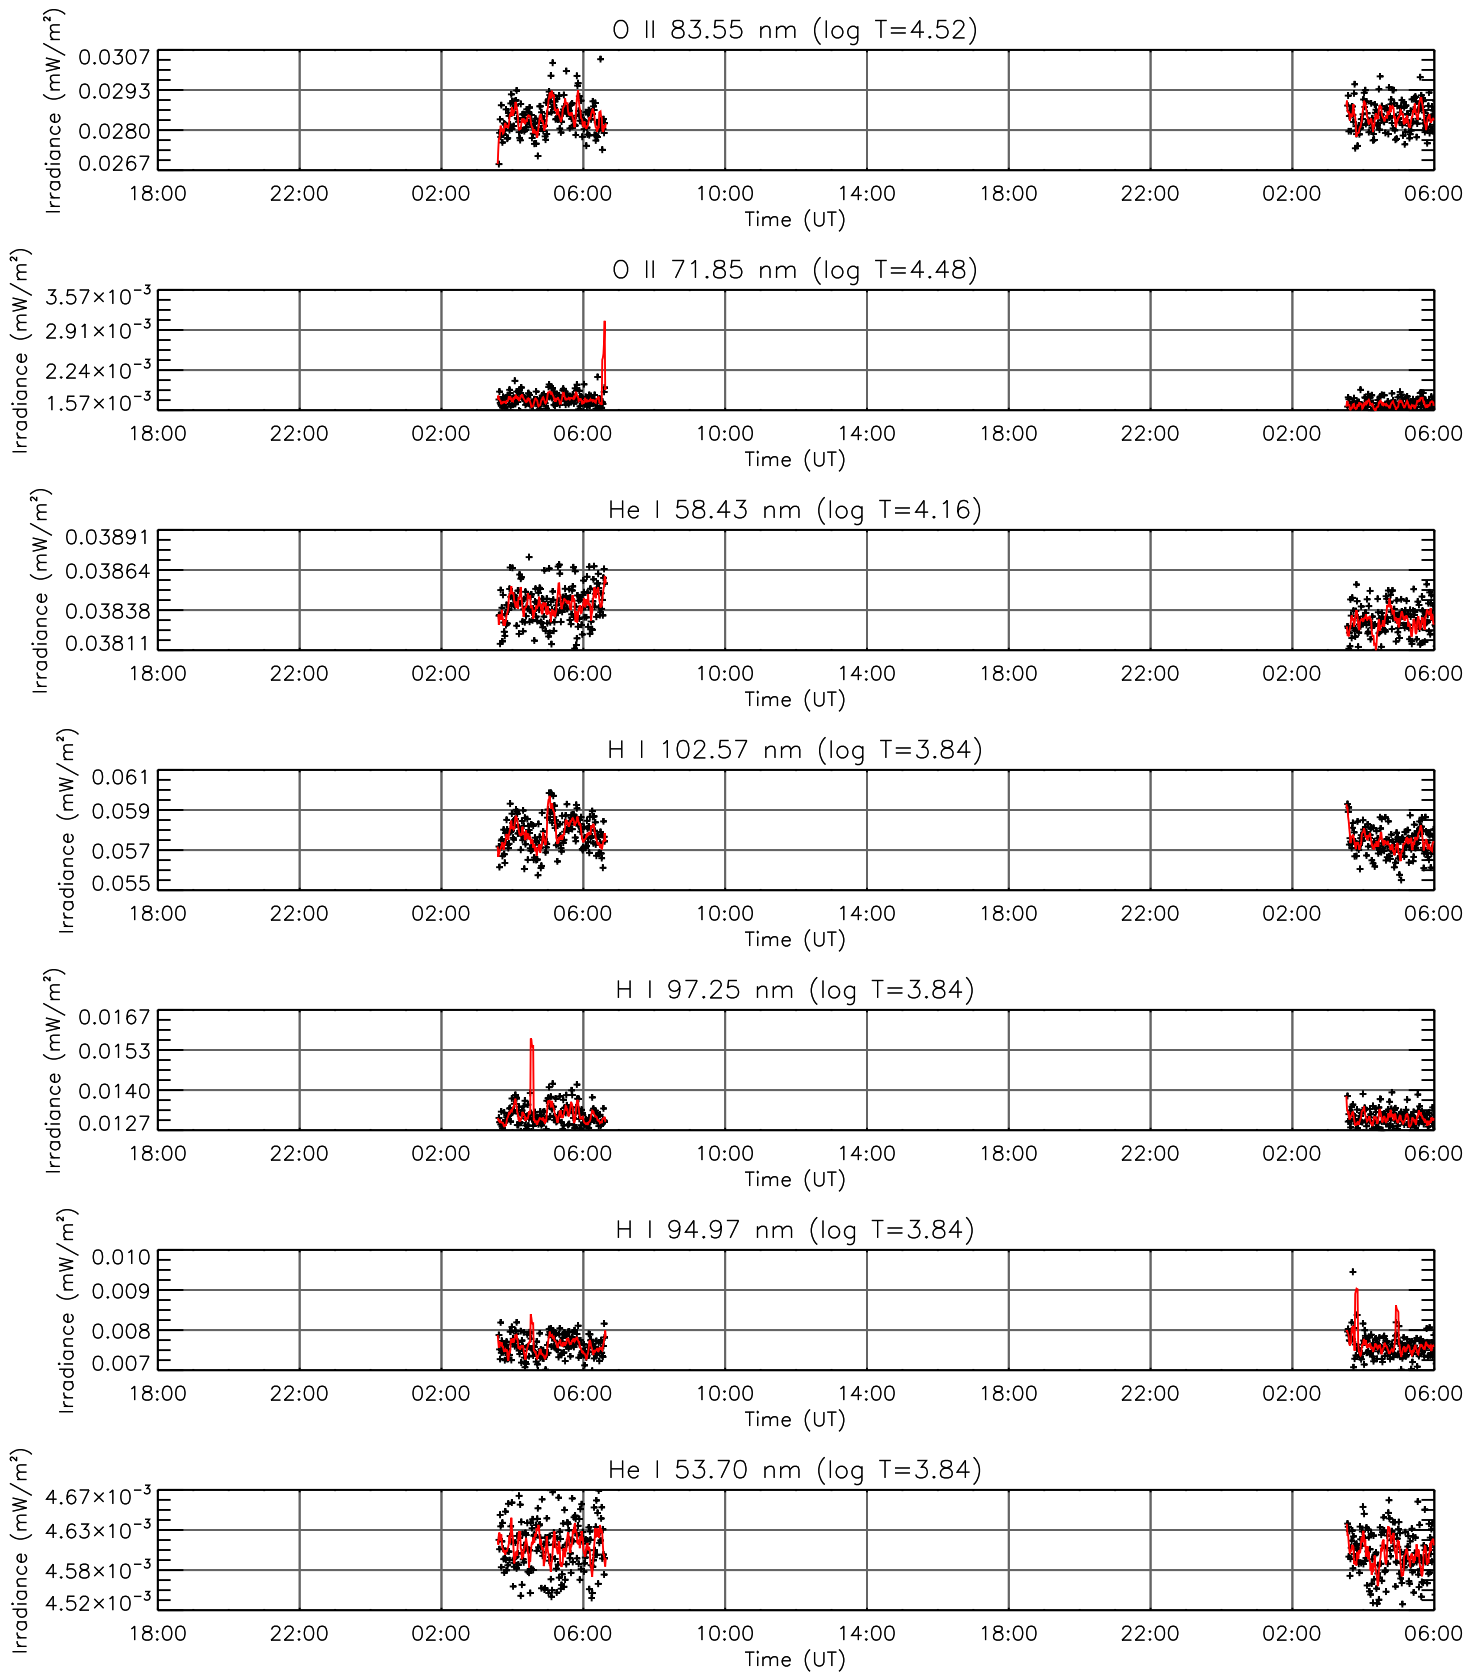 O II 83.55 nm (log T=4.52)
Irradiance (mW/m²)
0.0307
0.0293
0.0280
0.0267
18:00 22:00 02:00 06:00 10:00 14:00 18:00 22:00 02:00 06:00
Time (UT)
O II 71.85 nm (log T=4.48)
Irradiance (mW/m²)
3.57×10⁻³
2.91×10⁻³
2.24×10⁻³
1.57×10⁻³
18:00 22:00 02:00 06:00 10:00 14:00 18:00 22:00 02:00 06:00
Time (UT)
He I 58.43 nm (log T=4.16)
Irradiance (mW/m²)
0.03891
0.03864
0.03838
0.03811
18:00 22:00 02:00 06:00 10:00 14:00 18:00 22:00 02:00 06:00
Time (UT)
H I 102.57 nm (log T=3.84)
Irradiance (mW/m²)
0.061
0.059
0.057
0.055
18:00 22:00 02:00 06:00 10:00 14:00 18:00 22:00 02:00 06:00
Time (UT)
H I 97.25 nm (log T=3.84)
Irradiance (mW/m²)
0.0167
0.0153
0.0140
0.0127
18:00 22:00 02:00 06:00 10:00 14:00 18:00 22:00 02:00 06:00
Time (UT)
H I 94.97 nm (log T=3.84)
Irradiance (mW/m²)
0.010
0.009
0.008
0.007
18:00 22:00 02:00 06:00 10:00 14:00 18:00 22:00 02:00 06:00
Time (UT)
He I 53.70 nm (log T=3.84)
Irradiance (mW/m²)
4.67×10⁻³
4.63×10⁻³
4.58×10⁻³
4.52×10⁻³
18:00 22:00 02:00 06:00 10:00 14:00 18:00 22:00 02:00 06:00
Time (UT)